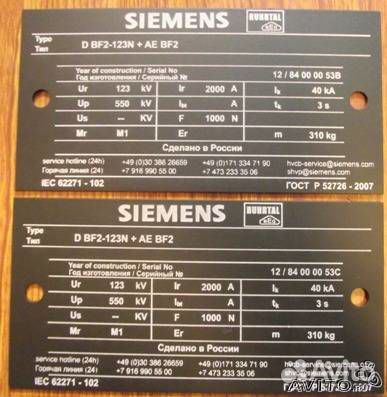 SIEMENS RUHRTAL
Type
Тип D BF2-123N + AE BF2
Year of construction / Serial No
Год изготовления / Серийный № 12 / 84 00 00 53B
Ur 123 kV Ir 2000 A Ik 40 kA
Up 550 kV Iдм tk 3 s
Us – KV F 1000 N
Mr M1 Er m 310 kg
Сделано в России
service hotline (24h) +49 (0)30 386 26659 +49 (0)171 334 71 90 hvcb-service@siemens.com
Горячая линия (24) +7 916 990 55 00 +7 473 233 35 06 shvp@siemens.com
IEC 62271 - 102 ГОСТ Р 52726 - 2007
SIEMENS RUHRTAL
Type
Тип D BF2-123N + AE BF2
Year of construction / Serial No
Год изготовления / Серийный № 12 / 84 00 00 53C
Ur 123 kV Ir 2000 A Ik 40 kA
Up 550 kV Iдм tk 3 s
Us – KV F 1000 N
Mr M1 Er m 310 kg
Сделано в России
service hotline (24h) +49 (0)30 386 26659 +49 (0)171 334 71 90
Горячая линия (24) +7 916 990 55 00 +7 473 233 35 06
IEC 62271 - 102
Avito